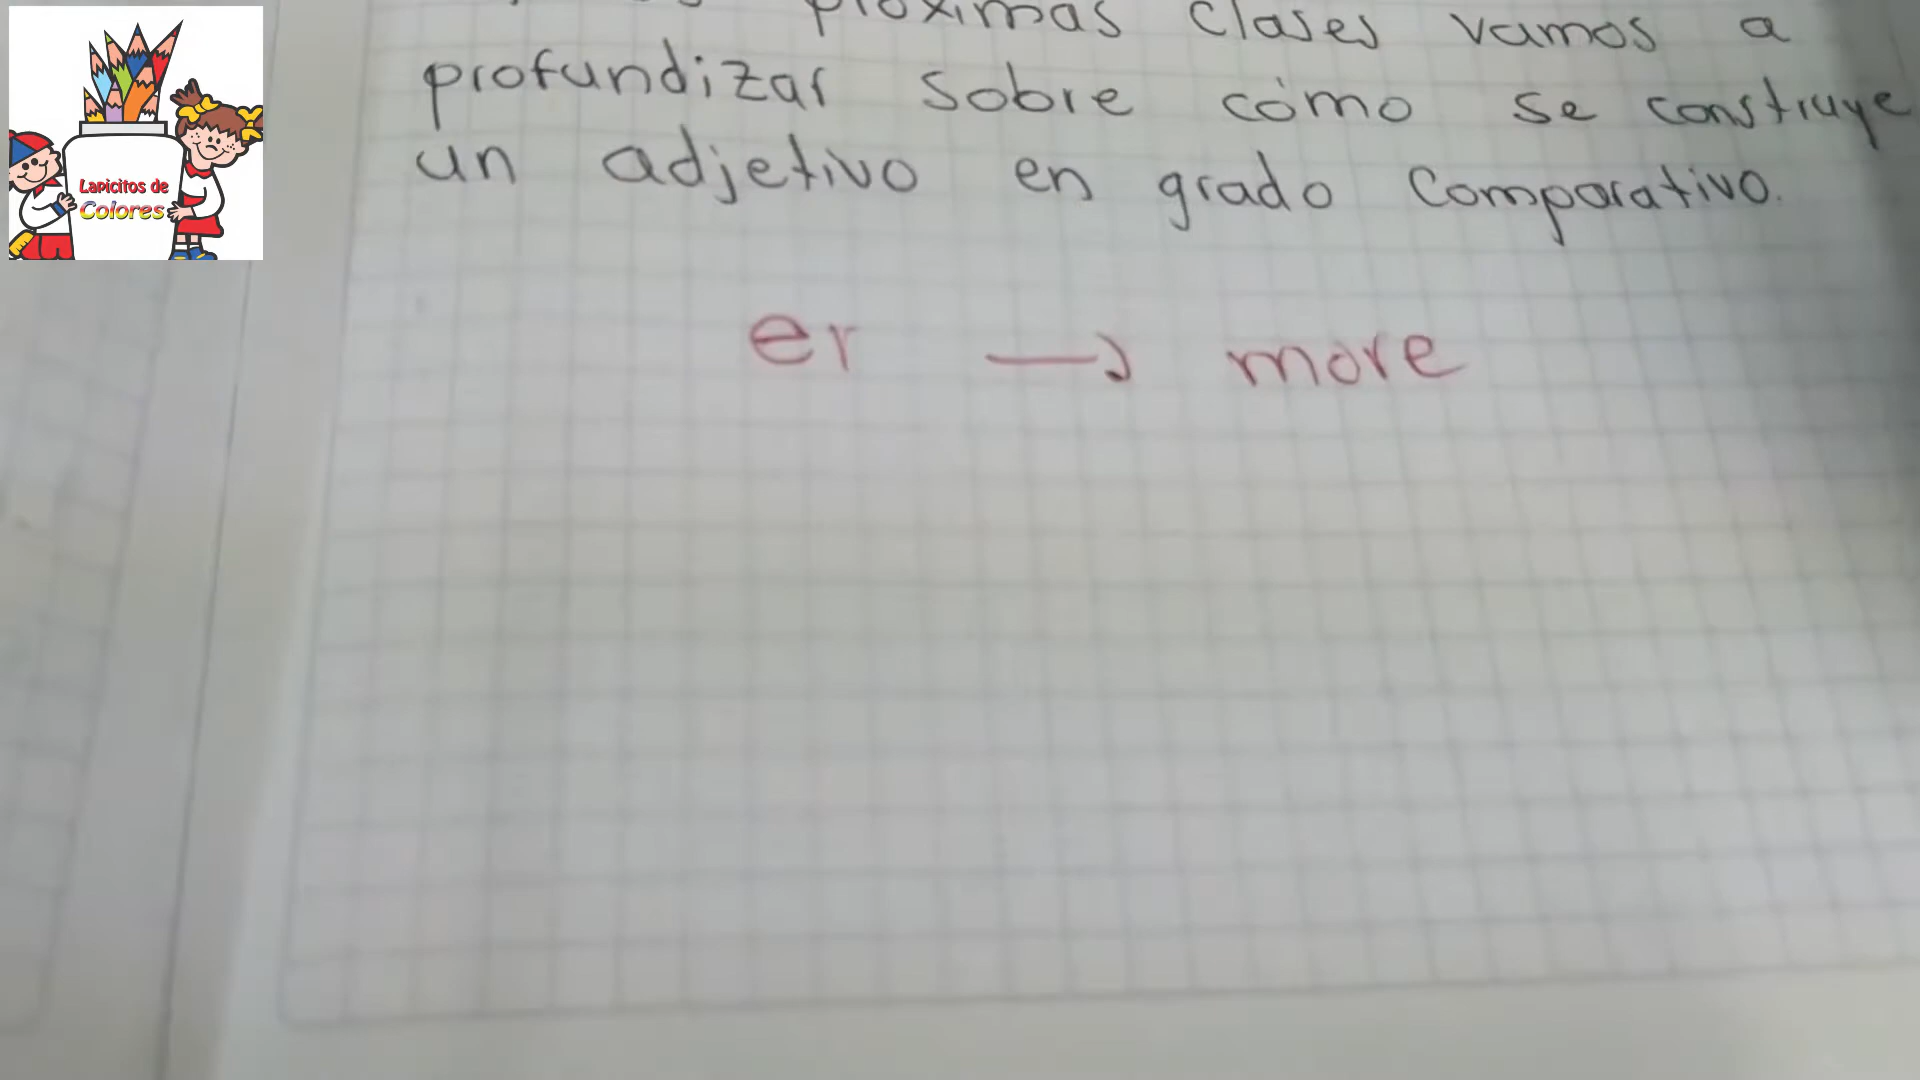 Lapicitos de
Colores
próximas clases vamos a
profundizar sobre cómo se construye
un adjetivo en grado comparativo.
er → more